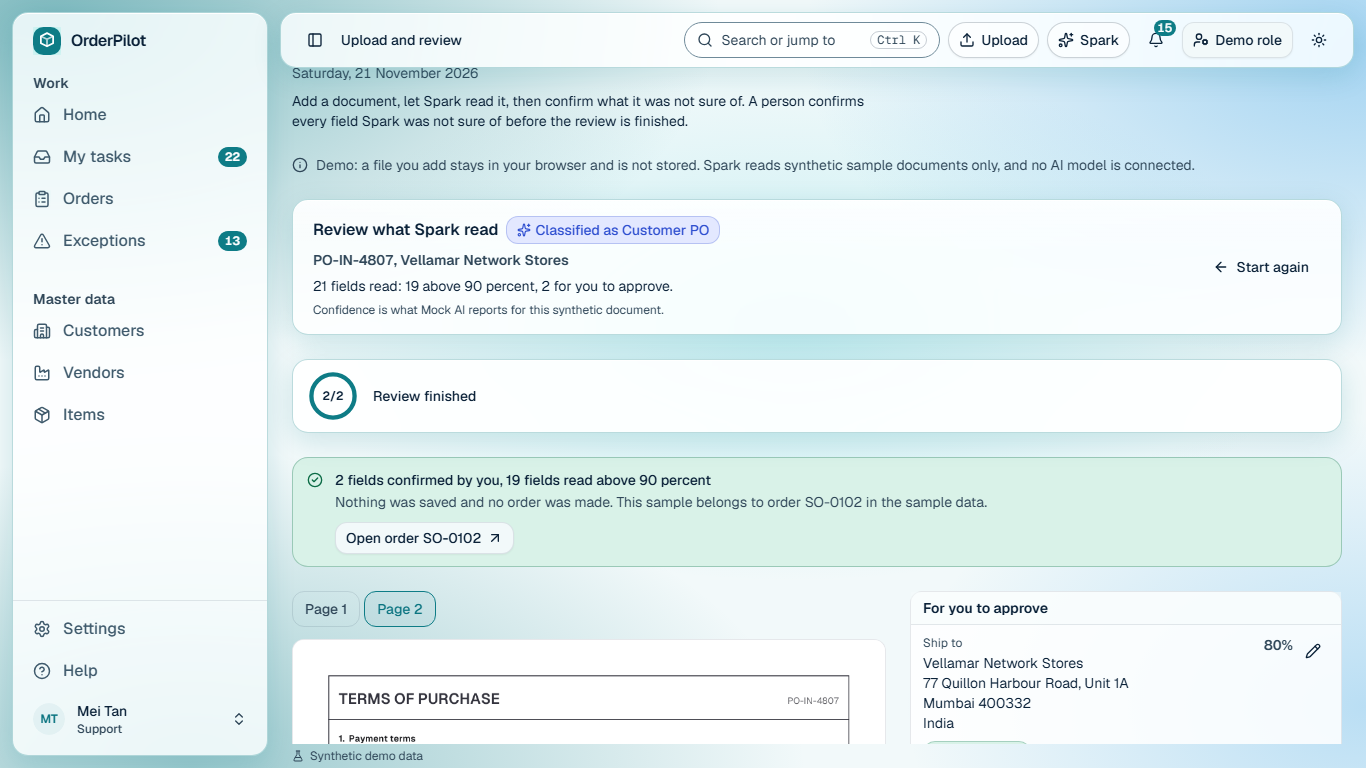 OrderPilot
Work
Home
My tasks 22
Orders
Exceptions 13
Master data
Customers
Vendors
Items
Settings
Help
MT Mei Tan
Support
Upload and review
Search or jump to Ctrl K
Upload
Spark
15
Demo role
Saturday, 21 November 2026
Add a document, let Spark read it, then confirm what it was not sure of. A person confirms
every field Spark was not sure of before the review is finished.
Demo: a file you add stays in your browser and is not stored. Spark reads synthetic sample documents only, and no AI model is connected.
Review what Spark read Classified as Customer PO
PO-IN-4807, Vellamar Network Stores
21 fields read: 19 above 90 percent, 2 for you to approve.
Confidence is what Mock AI reports for this synthetic document.
Start again
2/2 Review finished
2 fields confirmed by you, 19 fields read above 90 percent
Nothing was saved and no order was made. This sample belongs to order SO-0102 in the sample data.
Open order SO-0102
Page 1 Page 2
TERMS OF PURCHASE PO-IN-4807
1. Payment terms
For you to approve
Ship to 80%
Vellamar Network Stores
77 Quillon Harbour Road, Unit 1A
Mumbai 400332
India
Synthetic demo data